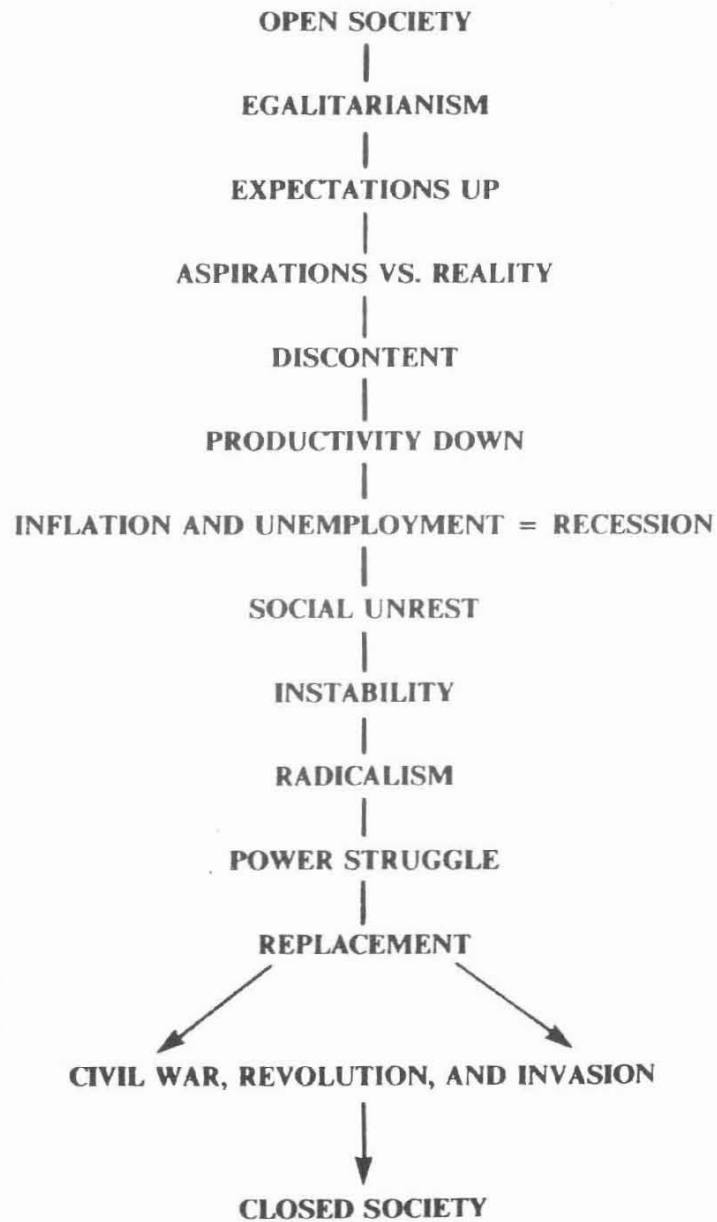 OPEN SOCIETY
EGALITARIANISM
EXPECTATIONS UP
ASPIRATIONS VS. REALITY
DISCONTENT
PRODUCTIVITY DOWN
INFLATION AND UNEMPLOYMENT = RECESSION
SOCIAL UNREST
INSTABILITY
RADICALISM
POWER STRUGGLE
REPLACEMENT
CIVIL WAR, REVOLUTION, AND INVASION
CLOSED SOCIETY